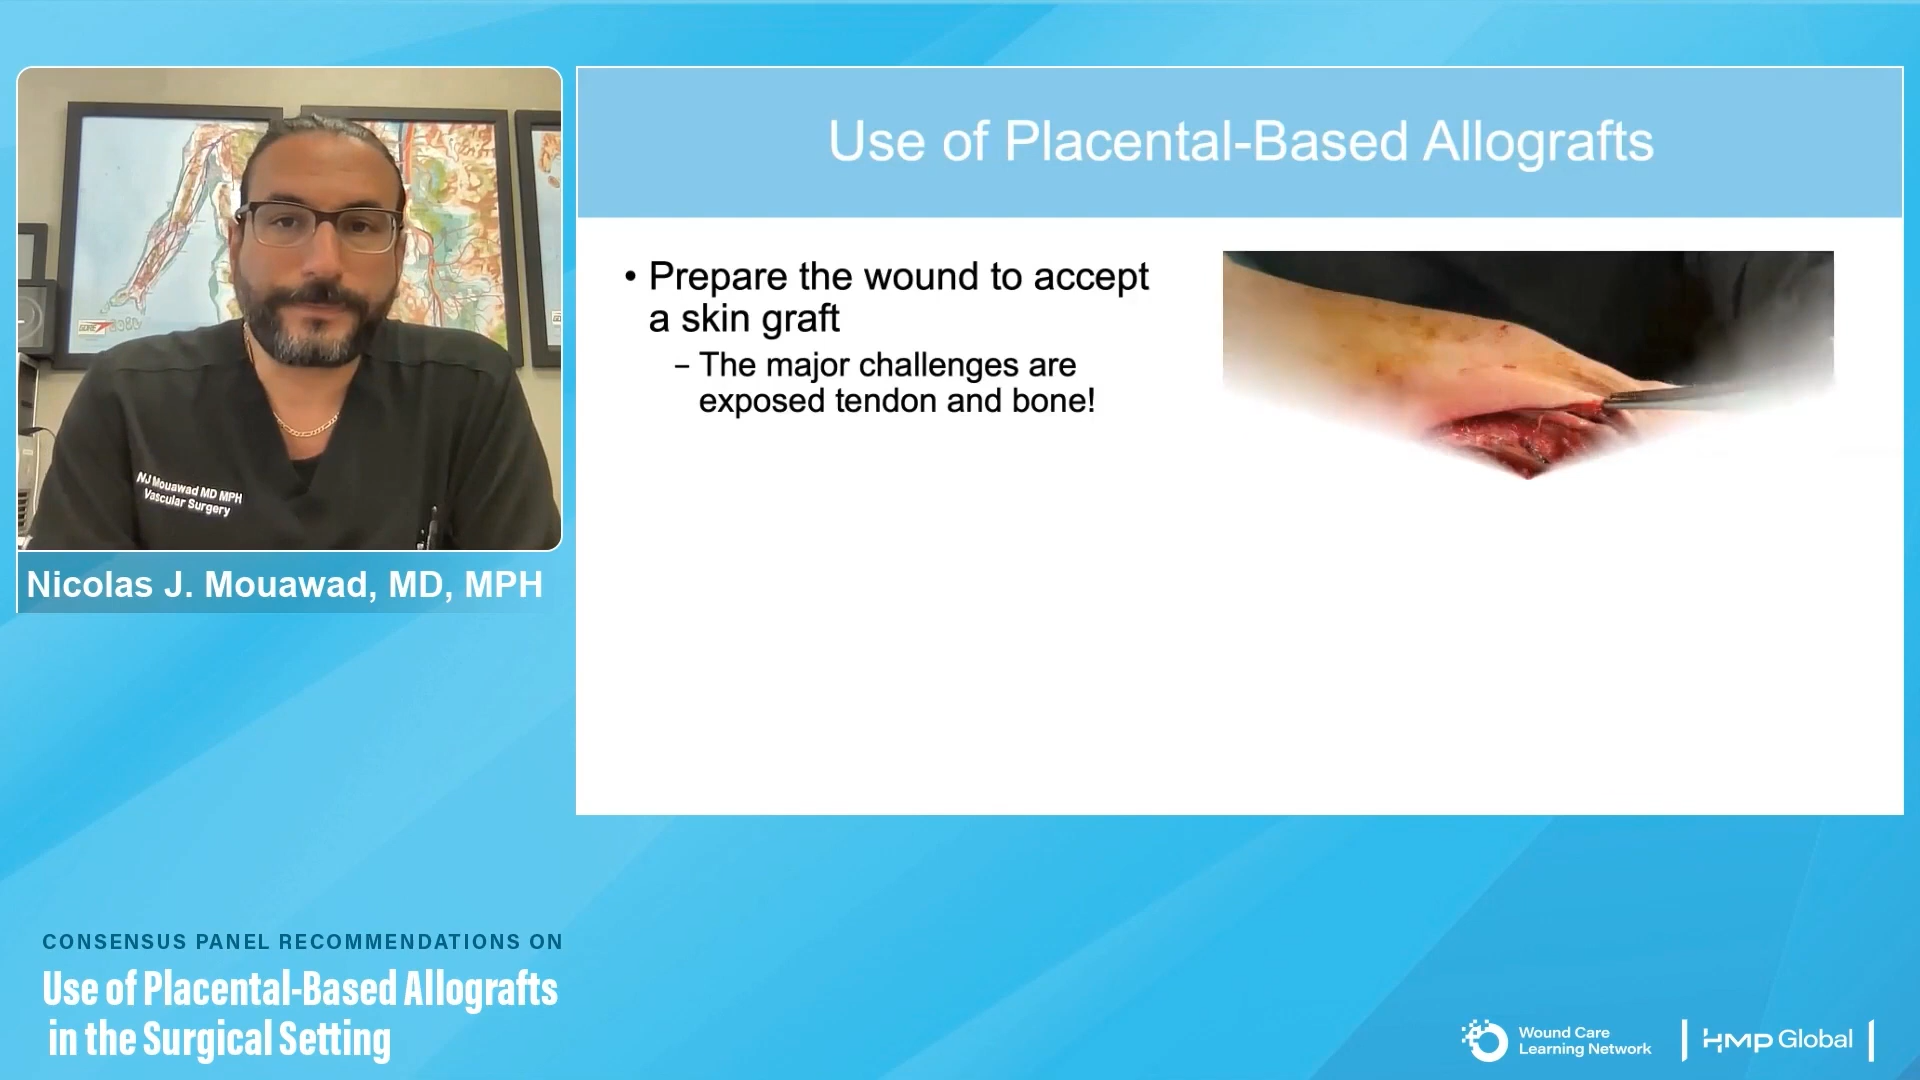 Use of Placental-Based Allografts
• Prepare the wound to accept
a skin graft
– The major challenges are
exposed tendon and bone!
GORE
NJ Mouawad MD MPH
Vascular Surgery
Nicolas J. Mouawad, MD, MPH
CONSENSUS PANEL RECOMMENDATIONS ON
Use of Placental-Based Allografts
in the Surgical Setting
Wound Care
Learning Network
HMP Global